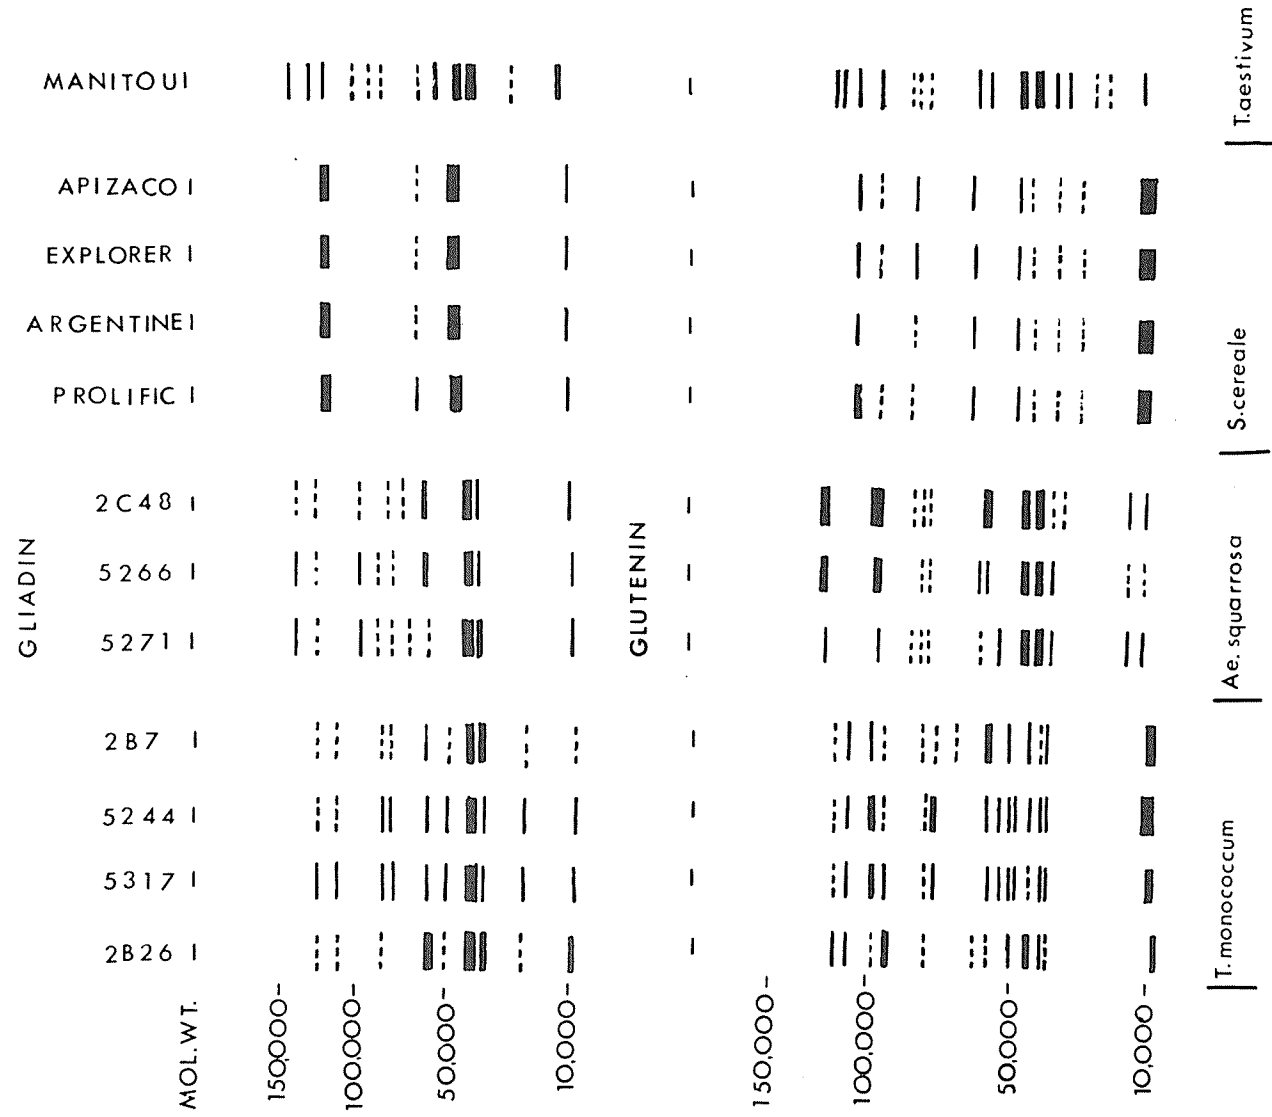 GLIADIN
MANITOU
APIZACO
EXPLORER
ARGENTINE
PROLIFIC
2C48
5266
5271
2B7
5244
5317
2B26
MOL.WT.
150,000
100,000
50,000
10,000
GLUTENIN
150,000
100,000
50,000
10,000
T.aestivum
S.cereale
Ae. squarrosa
T. monococcum